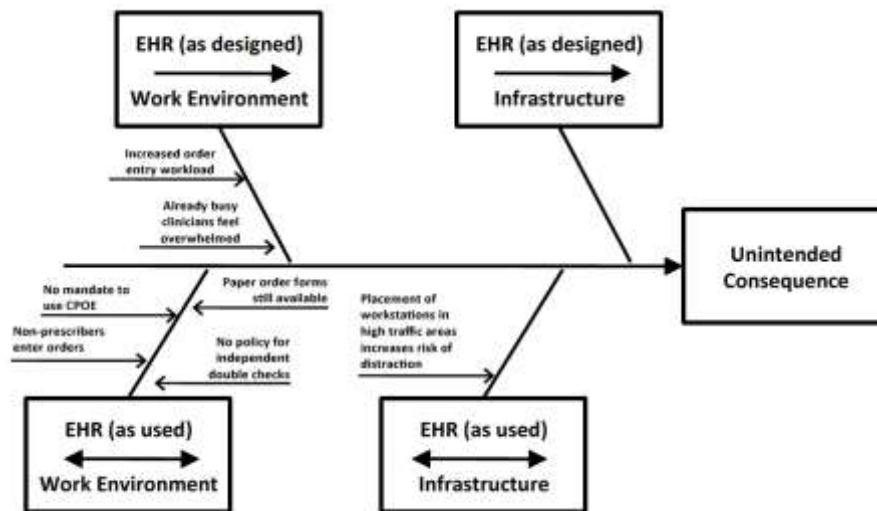 EHR (as designed)
Work Environment
EHR (as designed)
Infrastructure
Increased order
entry workload
Already busy
clinicians feel
overwhelmed
Unintended
Consequence
No mandate to
use CPOE
Paper order forms
still available
Non-prescribers
enter orders
No policy for
independent
double checks
Placement of
workstations in
high traffic areas
increases risk of
distraction
EHR (as used)
Work Environment
EHR (as used)
Infrastructure